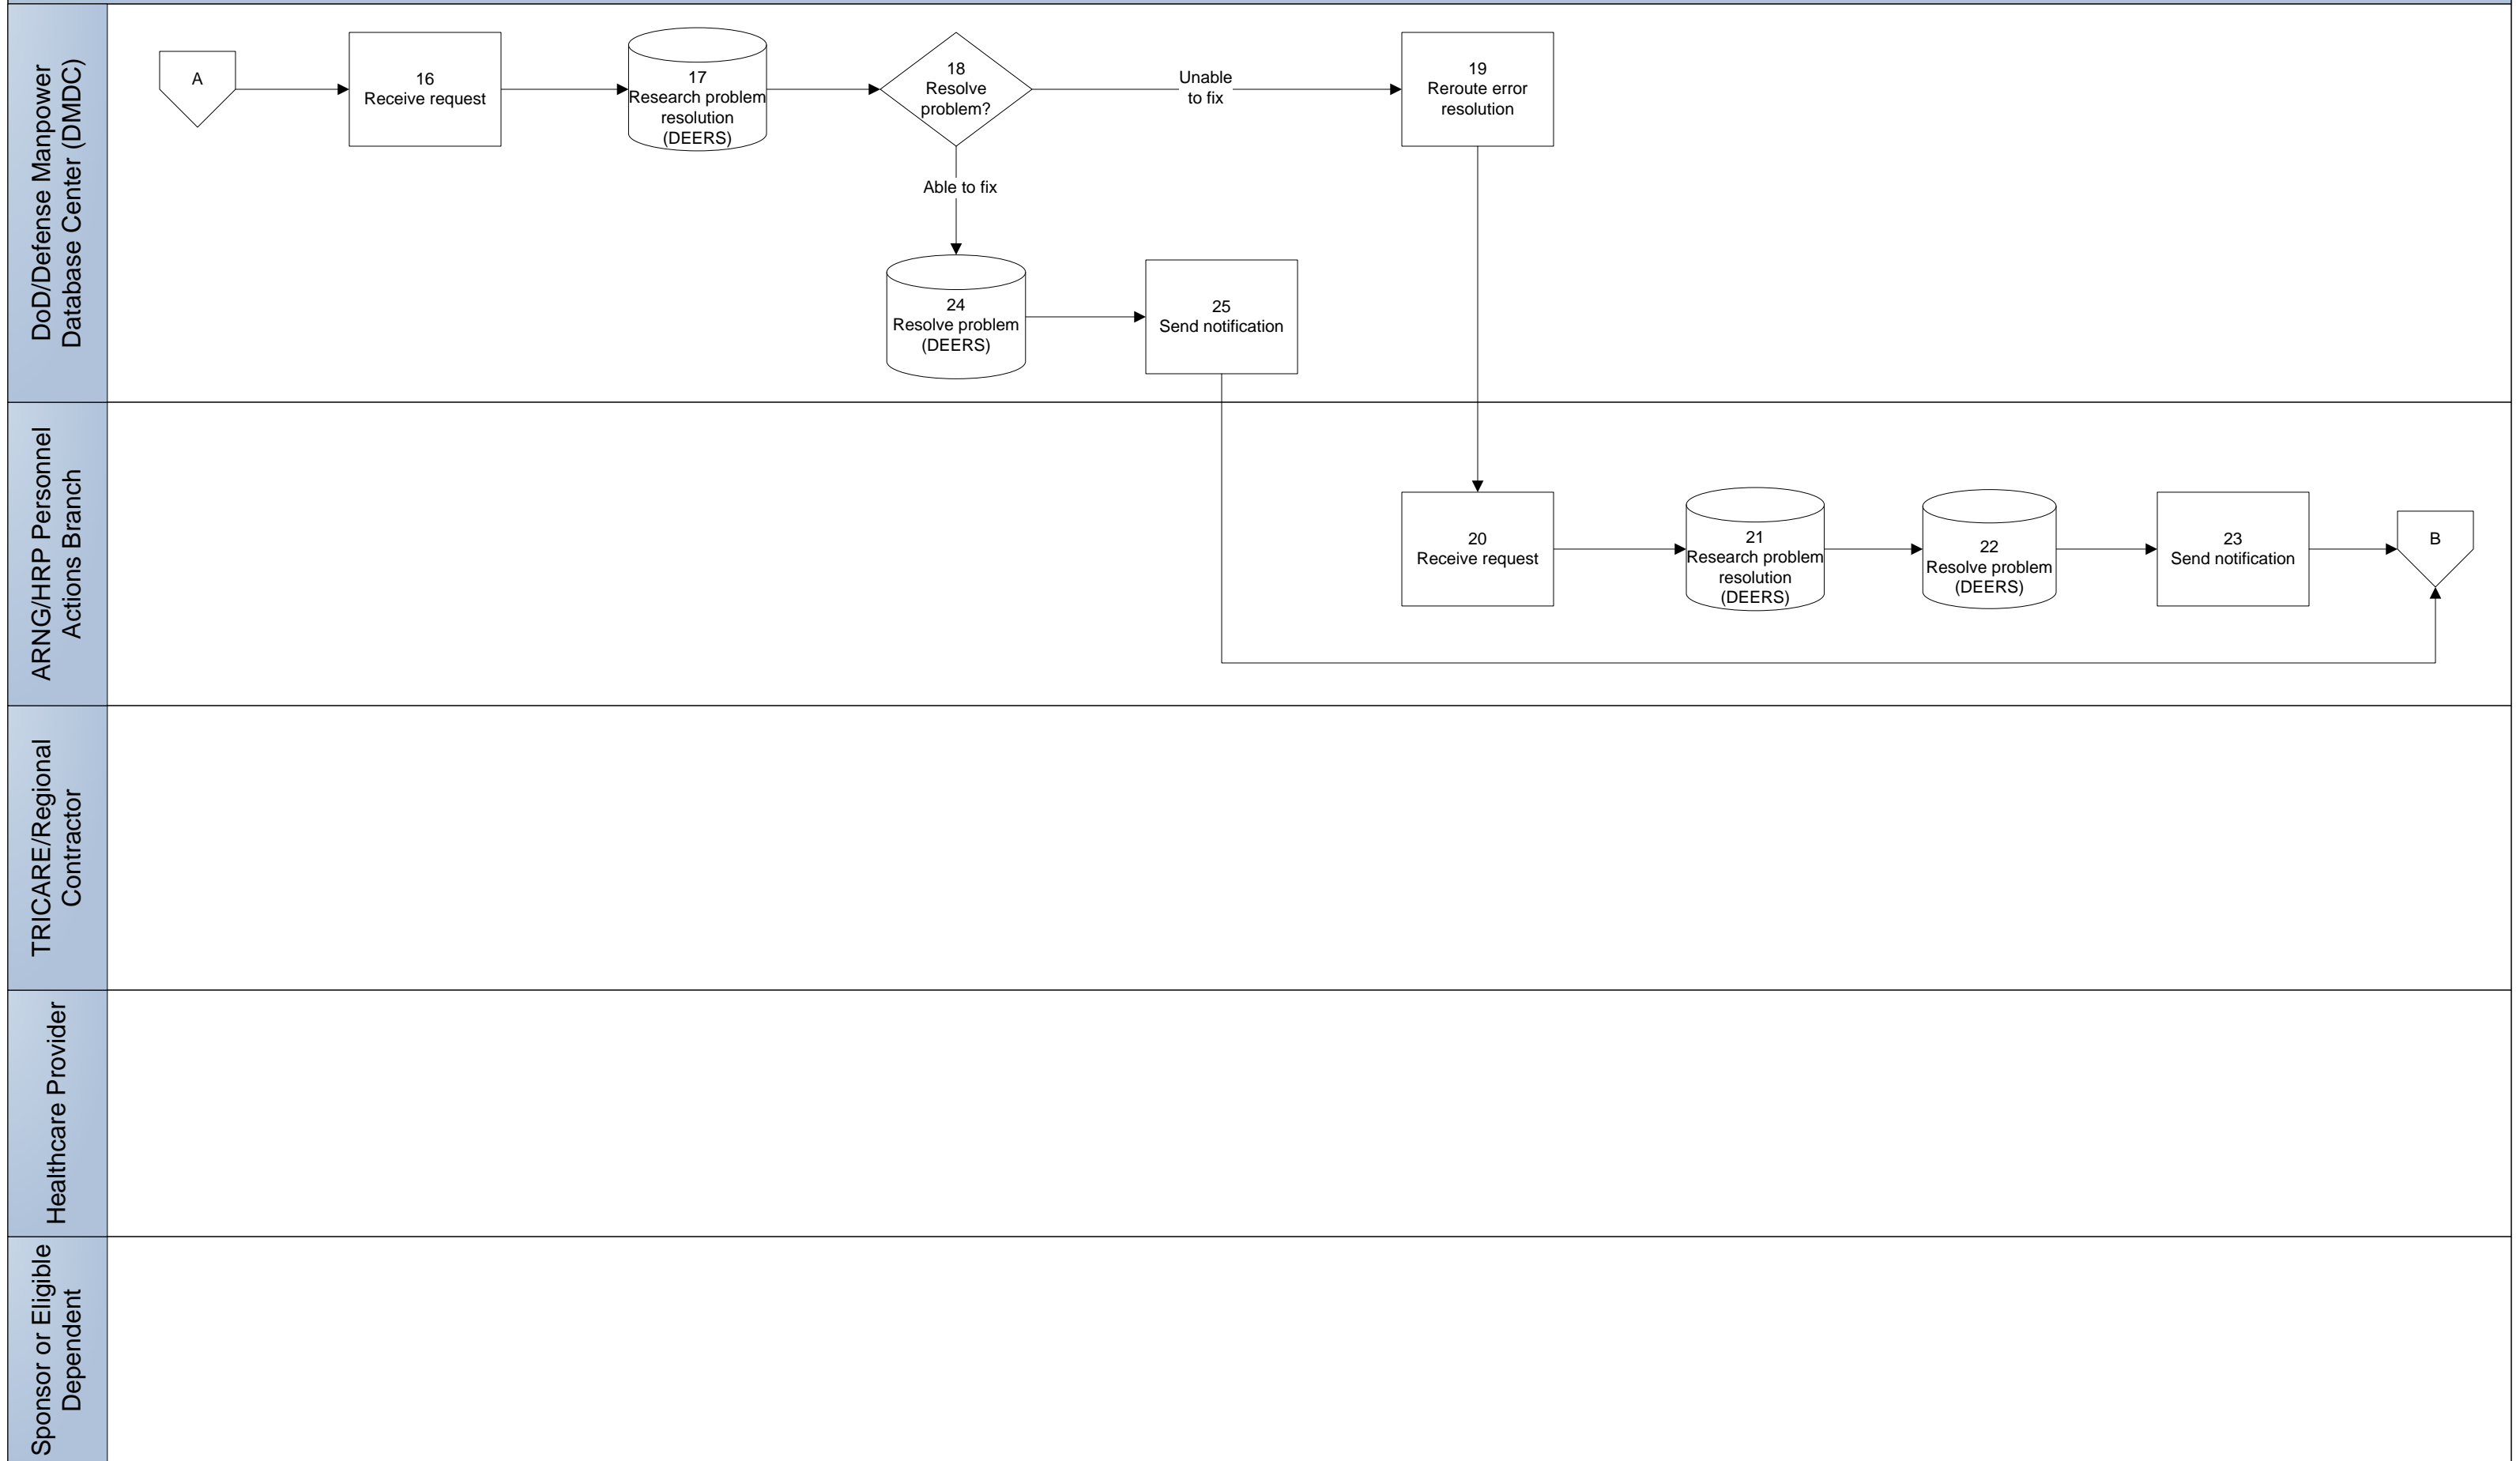 DoD/Defense Manpower
Database Center (DMDC)
A
16
Receive request
17
Research problem
resolution
(DEERS)
18
Resolve
problem?
Unable
to fix
19
Reroute error
resolution
Able to fix
24
Resolve problem
(DEERS)
25
Send notification
ARNG/HRP Personnel
Actions Branch
20
Receive request
21
Research problem
resolution
(DEERS)
22
Resolve problem
(DEERS)
23
Send notification
B
TRICARE/Regional
Contractor
Healthcare Provider
Sponsor or Eligible
Dependent